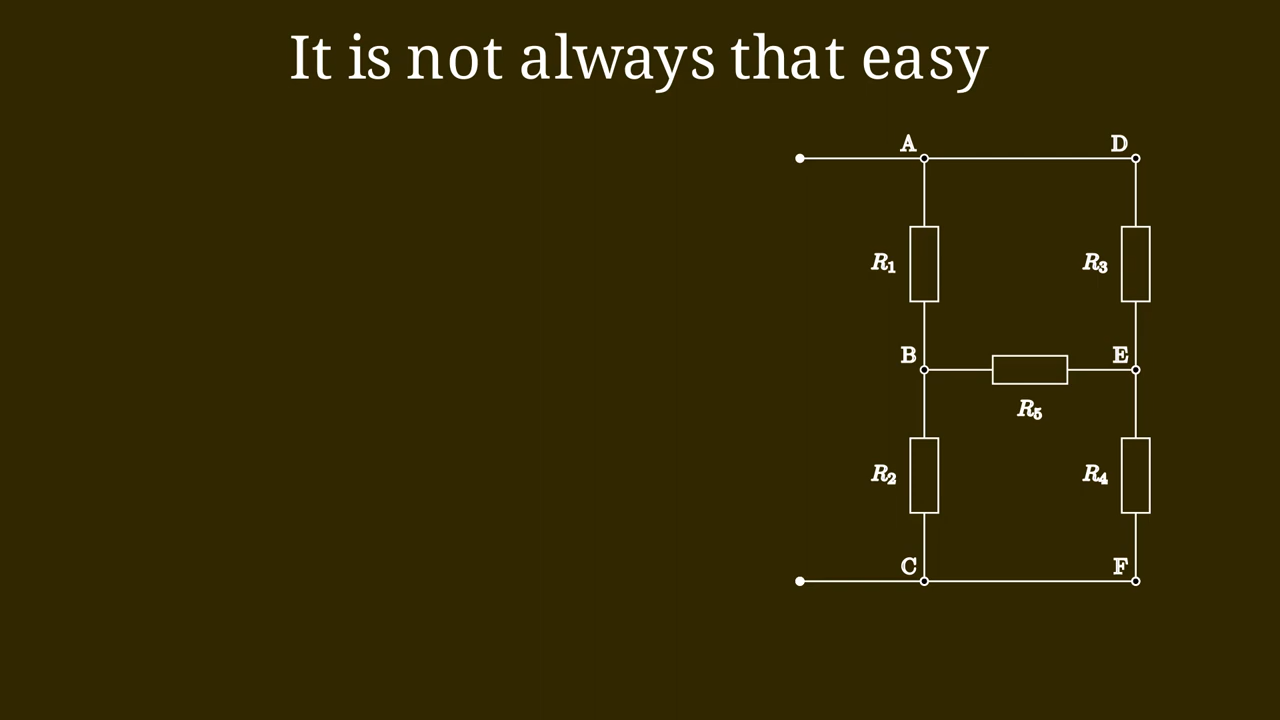 It is not always that easy
A D
R₁ R₃
B E
R₅
R₂ R₄
C F